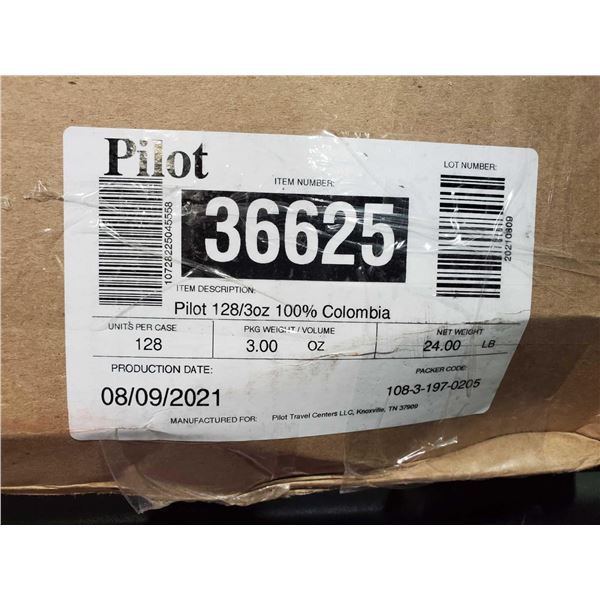 Pilot
ITEM NUMBER:
LOT NUMBER:
36625
10728225045558
20210809
ITEM DESCRIPTION:
Pilot 128/3oz 100% Colombia
UNITS PER CASE
PKG WEIGHT / VOLUME
NET WEIGHT
128
3.00 OZ
24.00 LB
PRODUCTION DATE:
PACKER CODE:
08/09/2021
108-3-197-0205
MANUFACTURED FOR: Pilot Travel Centers LLC, Knoxville, TN 37909